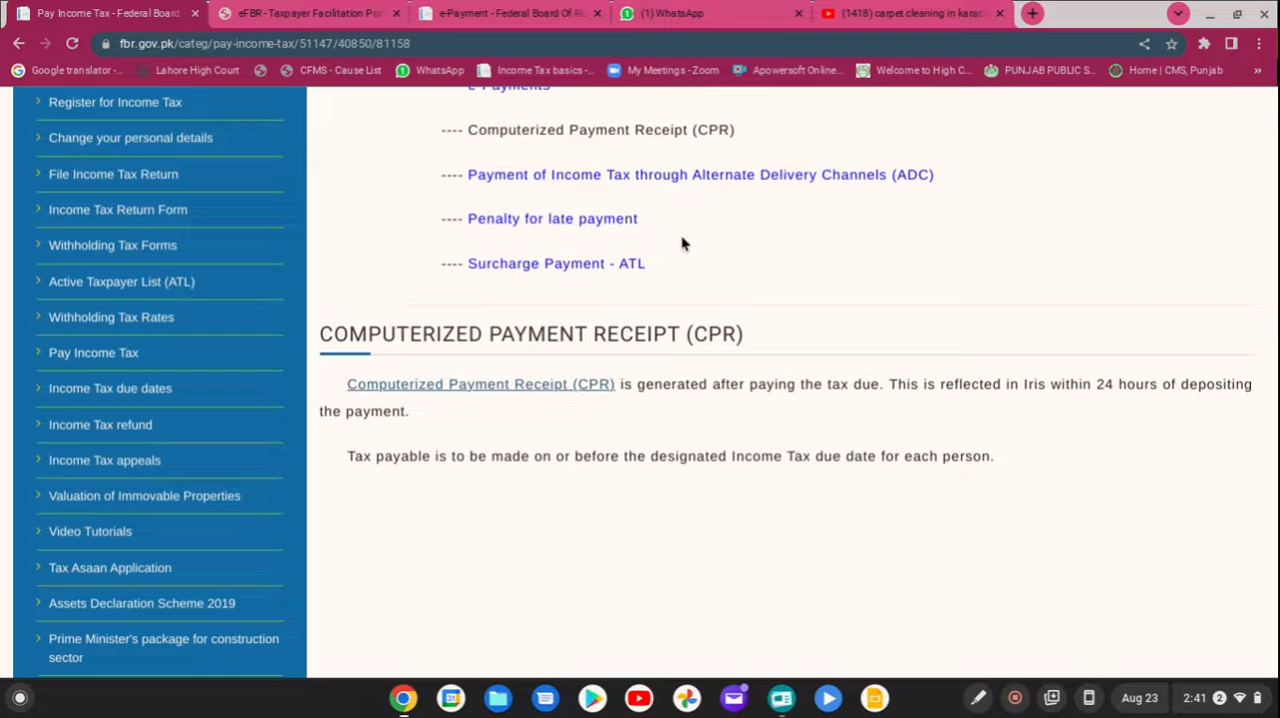 Pay Income Tax - Federal Board
eFBR - Taxpayer Facilitation Por
e-Payment - Federal Board Of Re
(1) WhatsApp
(1418) carpet cleaning in karac
fbr.gov.pk/categ/pay-income-tax/51147/40850/81158
Google translator -...
Lahore High Court
CFMS - Cause List
WhatsApp
Income Tax basics -...
My Meetings - Zoom
Apowersoft Online...
Welcome to High C...
PUNJAB PUBLIC S...
Home | CMS, Punjab
»
Register for Income Tax
Change your personal details
File Income Tax Return
Income Tax Return Form
Withholding Tax Forms
Active Taxpayer List (ATL)
Withholding Tax Rates
Pay Income Tax
Income Tax due dates
Income Tax refund
Income Tax appeals
Valuation of Immovable Properties
Video Tutorials
Tax Asaan Application
Assets Declaration Scheme 2019
Prime Minister's package for construction
sector
e-Payments
---- Computerized Payment Receipt (CPR)
---- Payment of Income Tax through Alternate Delivery Channels (ADC)
---- Penalty for late payment
---- Surcharge Payment - ATL
COMPUTERIZED PAYMENT RECEIPT (CPR)
Computerized Payment Receipt (CPR) is generated after paying the tax due. This is reflected in Iris within 24 hours of depositing
the payment.
Tax payable is to be made on or before the designated Income Tax due date for each person.
Aug 23
2:41
2